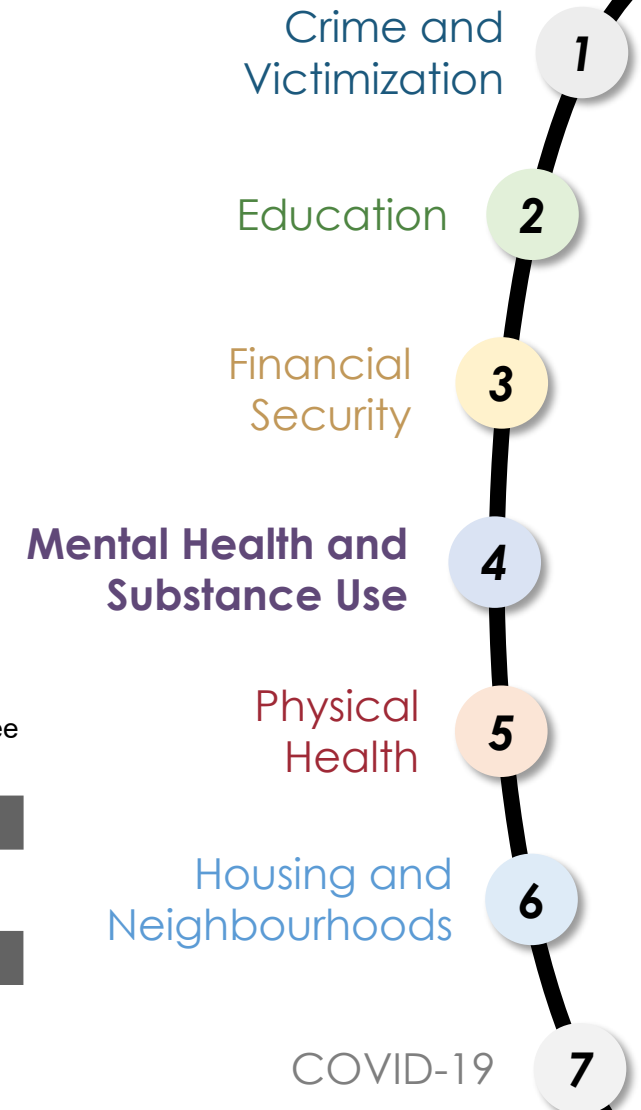 Crime and
Victimization
1
Education
2
Financial
Security
3
Mental Health and
Substance Use
4
Physical
Health
5
Housing and
Neighbourhoods
6
COVID-19
7